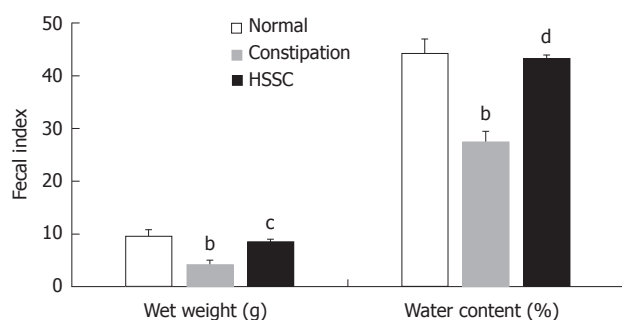 50
40
30
20
10
0
Fecal index
Normal
Constipation
HSSC
b
c
b
d
Wet weight (g)
Water content (%)